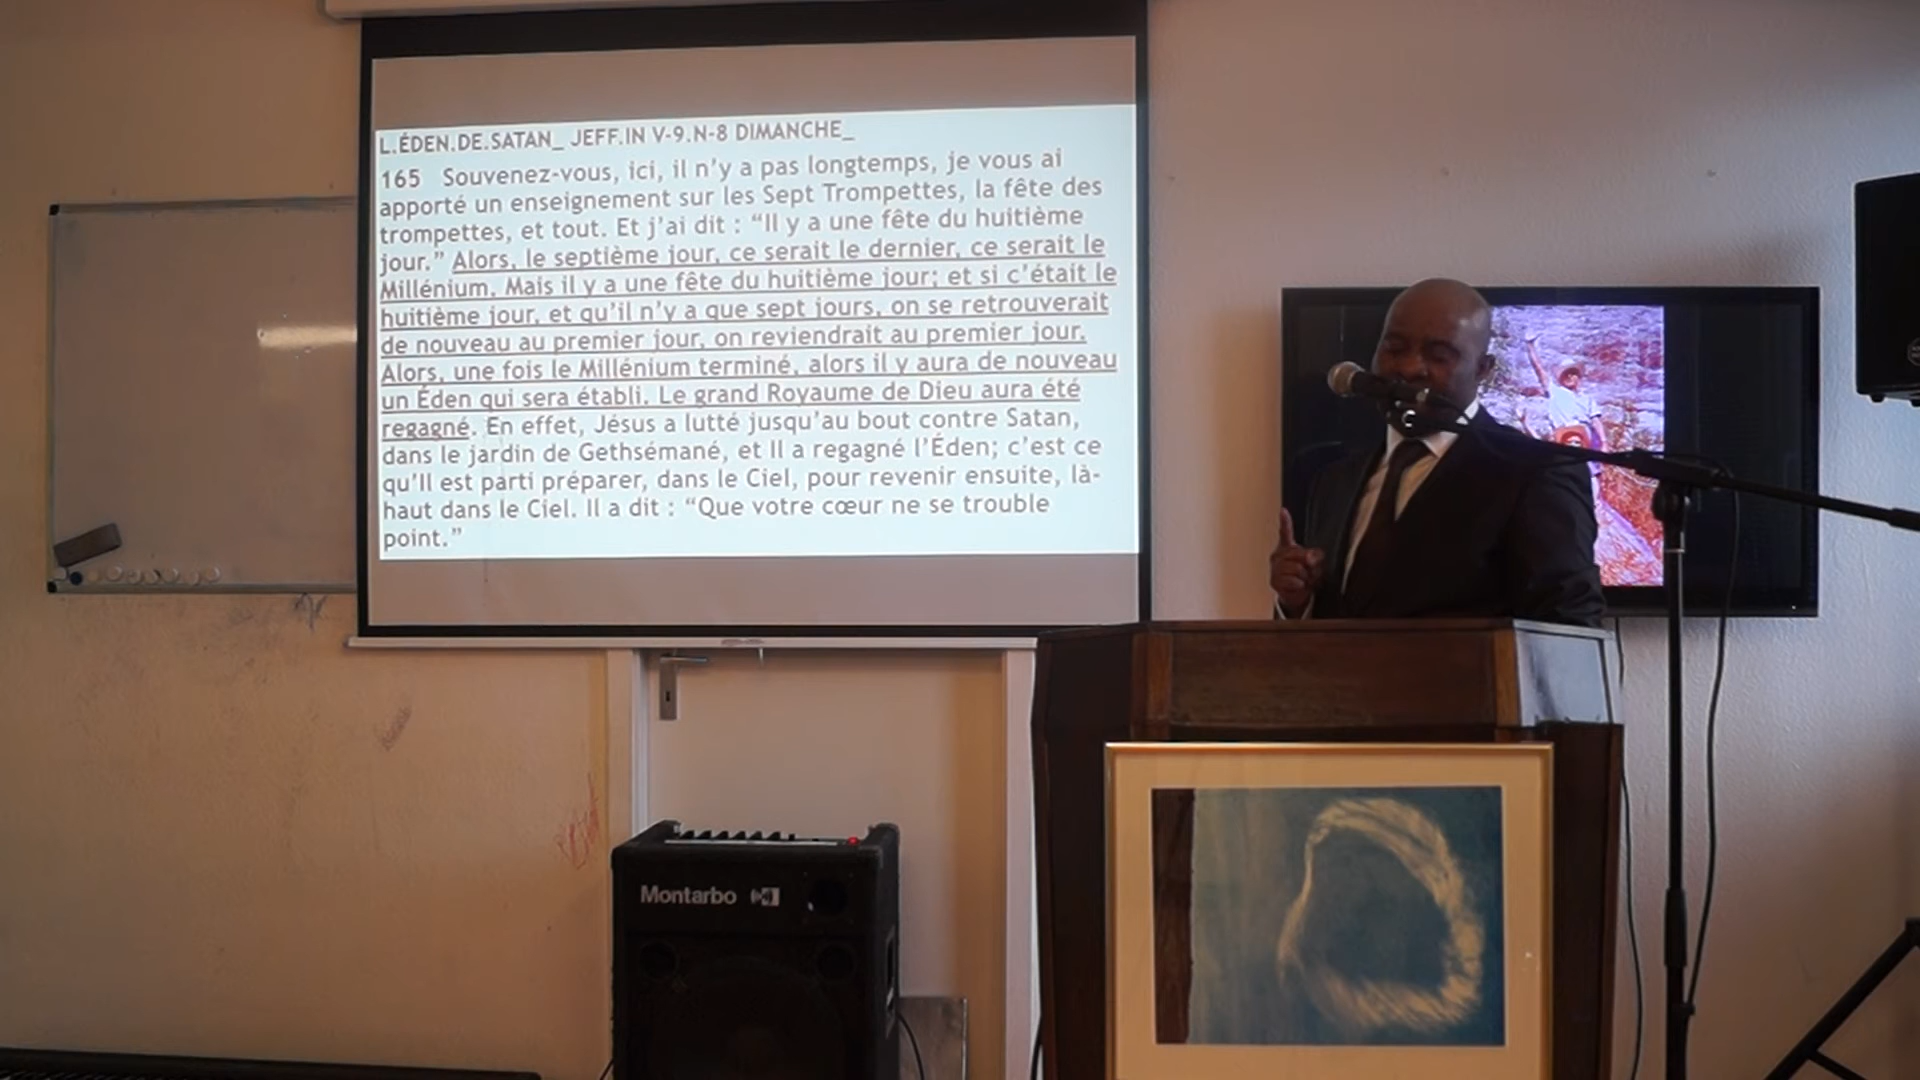 L.ÉDEN.DE.SATAN_ JEFF.IN V-9.N-8 DIMANCHE_
165 Souvenez-vous, ici, il n’y a pas longtemps, je vous ai
apporté un enseignement sur les Sept Trompettes, la fête des
trompettes, et tout. Et j’ai dit : “Il y a une fête du huitième
jour.” Alors, le septième jour, ce serait le dernier, ce serait le
Millénium. Mais il y a une fête du huitième jour; et si c’était le
huitième jour, et qu’il n’y a que sept jours, on se retrouverait
de nouveau au premier jour, on reviendrait au premier jour.
Alors, une fois le Millénium terminé, alors il y aura de nouveau
un Éden qui sera établi. Le grand Royaume de Dieu aura été
regagné. En effet, Jésus a lutté jusqu’au bout contre Satan,
dans le jardin de Gethsémané, et Il a regagné l’Éden; c’est ce
qu’Il est parti préparer, dans le Ciel, pour revenir ensuite, là-
haut dans le Ciel. Il a dit : “Que votre cœur ne se trouble
point.”
Montarbo